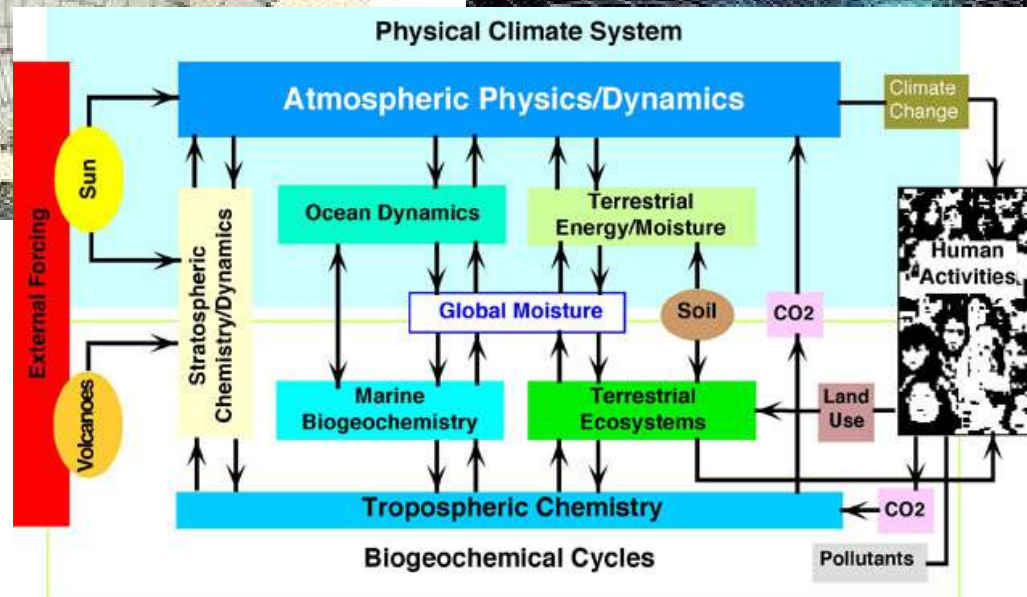 Physical Climate System
Atmospheric Physics/Dynamics
Climate
Change
External Forcing
Sun
Stratospheric
Chemistry/Dynamics
Ocean Dynamics
Terrestrial
Energy/Moisture
Human
Activities
Global Moisture
Soil
CO2
Volcanoes
Marine
Biogeochemistry
Terrestrial
Ecosystems
Land
Use
Tropospheric Chemistry
CO2
Biogeochemical Cycles
Pollutants